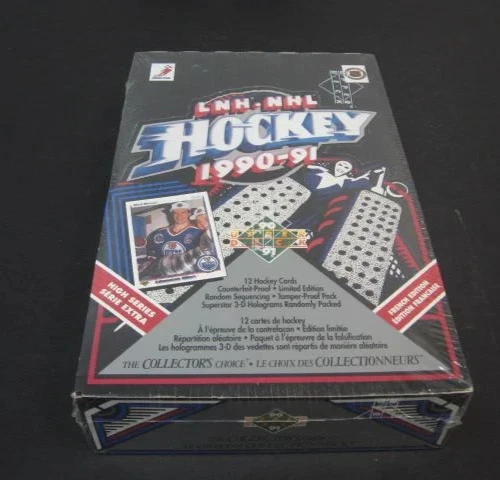 LNH-NHL
HOCKEY
1990-91
UPPER
DECK
91
HIGH SERIES
SÉRIE EXTRA
FRENCH EDITION
ÉDITION FRANÇAISE
12 Hockey Cards
Counterfeit-Proof • Limited Edition
Random Sequencing • Tamper-Proof Pack
Superstar 3-D Holograms Randomly Packed
12 cartes de hockey
À l'épreuve de la contrefaçon • Édition limitée
Répartition aléatoire • Paquet à l'épreuve de la falsification
Les hologrammes 3-D des vedettes sont répartis de manière aléatoire
THE COLLECTOR'S CHOICE • LE CHOIX DES COLLECTIONNEURS